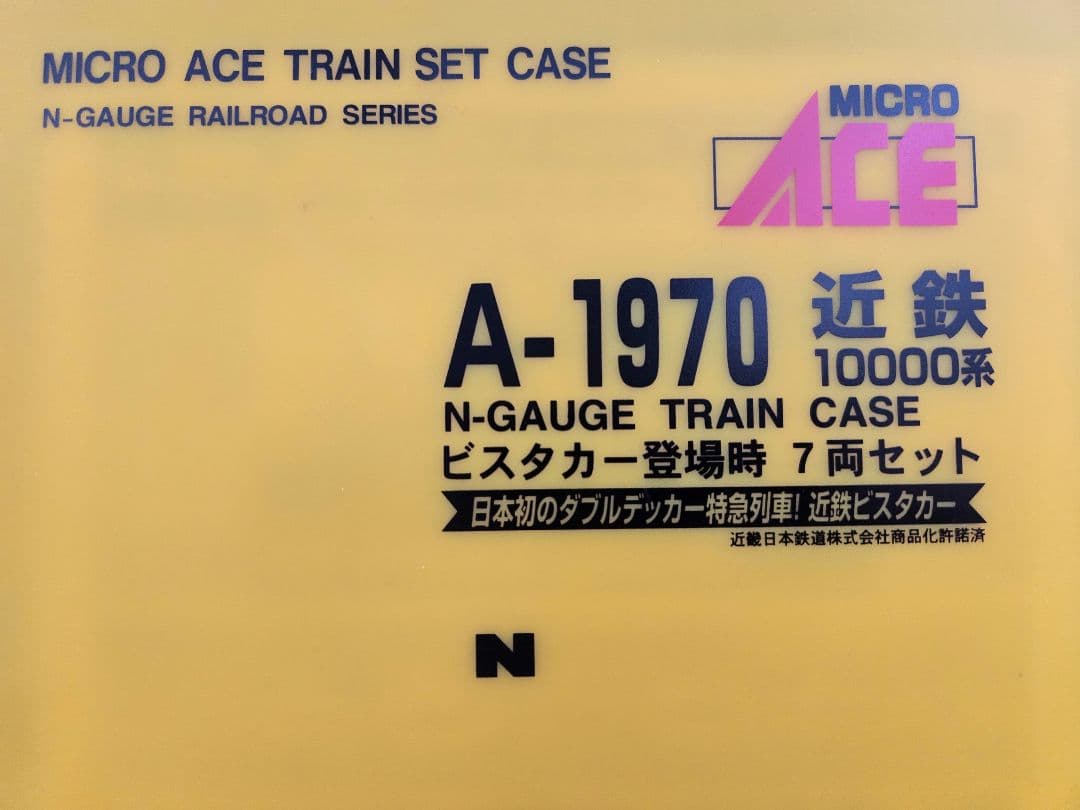 MICRO ACE TRAIN SET CASE
N-GAUGE RAILROAD SERIES
MICRO
ACE
A-1970 近鉄
10000系
N-GAUGE TRAIN CASE
ビスタカー登場時 7両セット
日本初のダブルデッカー特急列車! 近鉄ビスタカー
近畿日本鉄道株式会社商品化許諾済
N